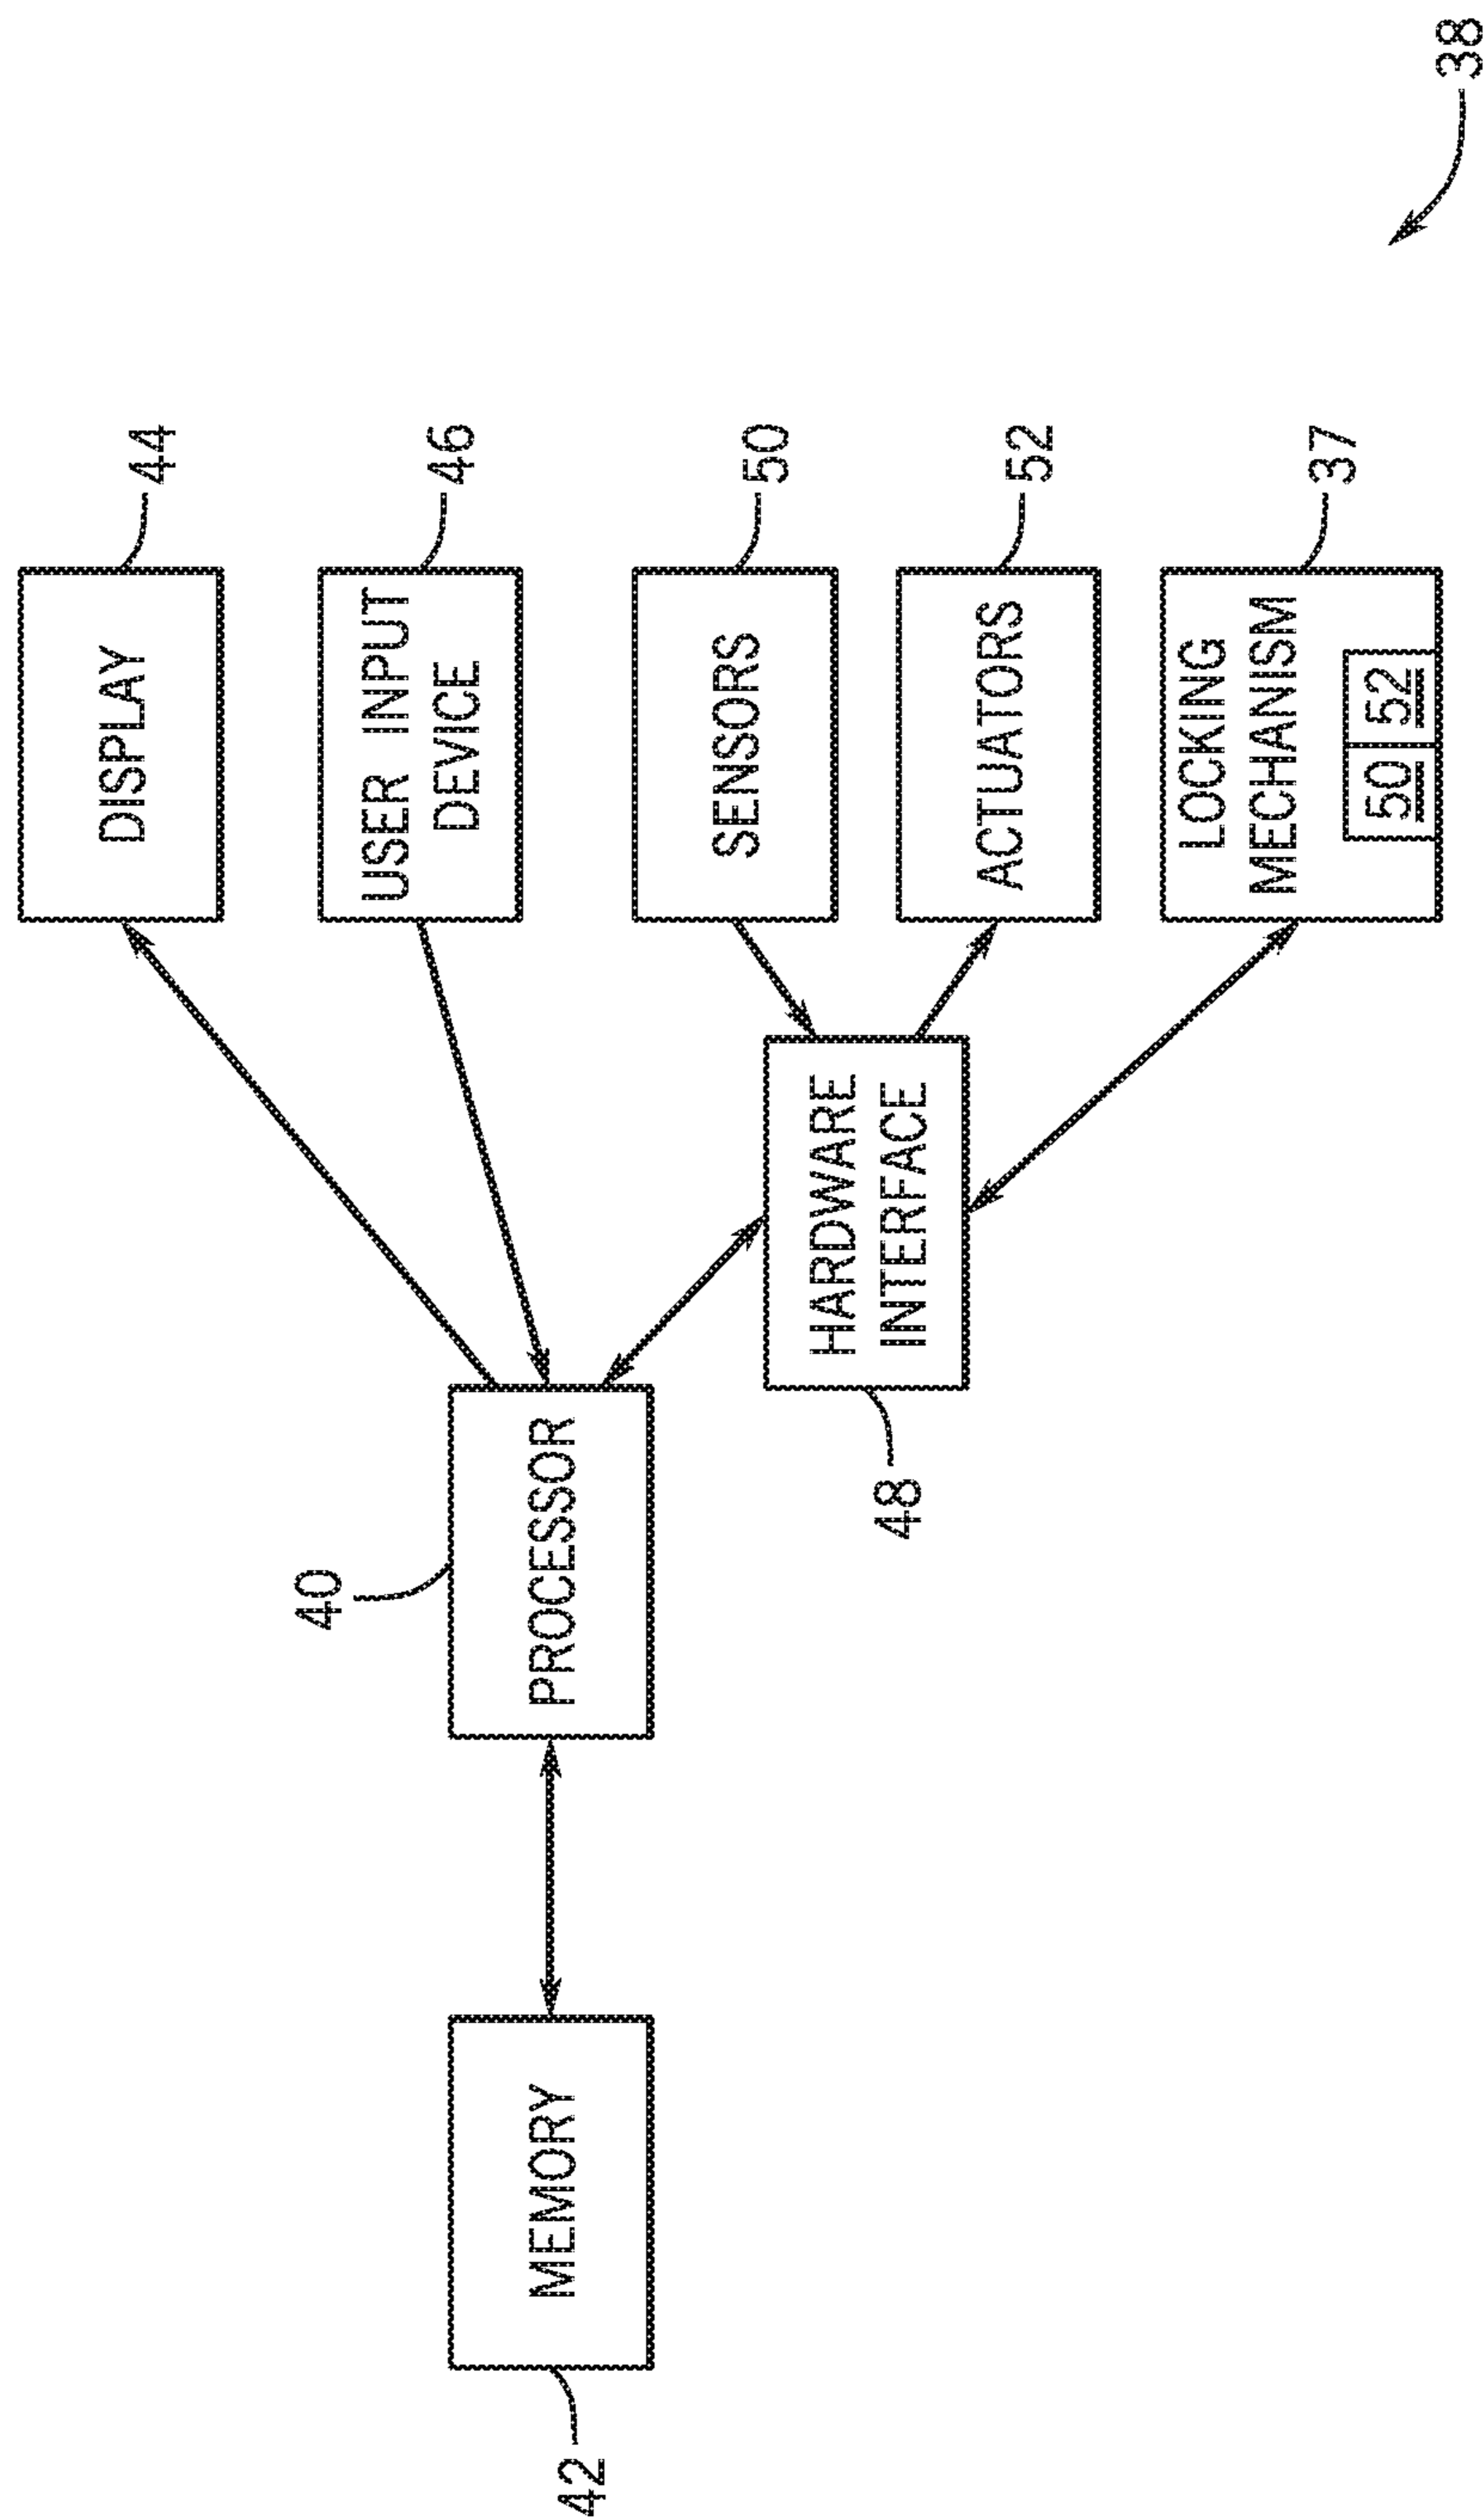 44
DISPLAY
46
USER INPUT
DEVICE
40
PROCESSOR
42
MEMORY
50
SENSORS
48
HARDWARE
INTERFACE
52
ACTUATORS
37
LOCKING
MECHANISM
50 52
38